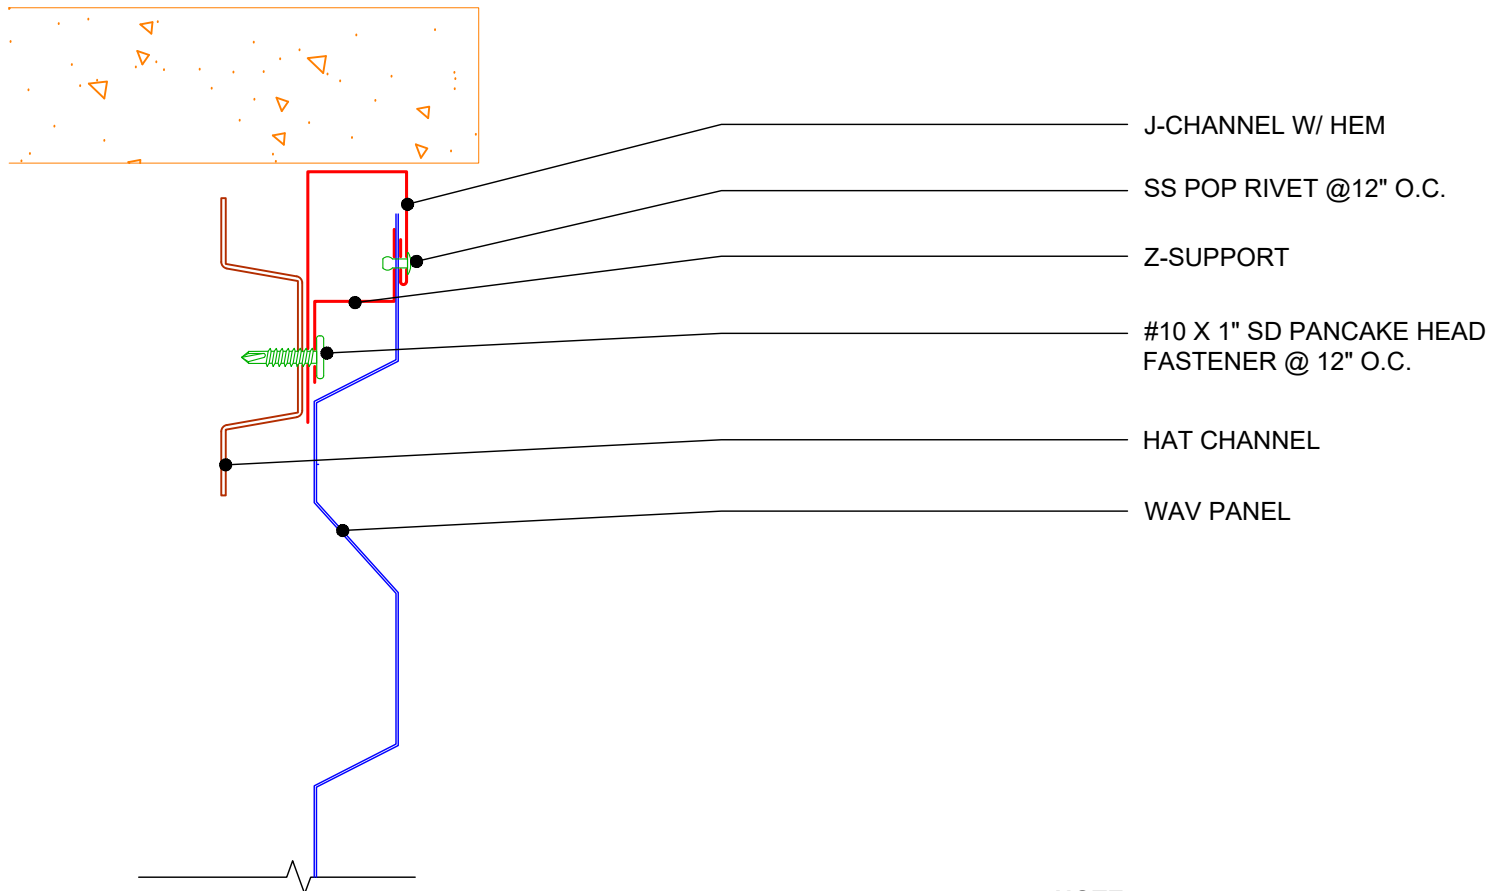 J-CHANNEL W/ HEM
SS POP RIVET @12" O.C.
Z-SUPPORT
#10 X 1" SD PANCAKE HEAD
FASTENER @ 12" O.C.
HAT CHANNEL
WAV PANEL